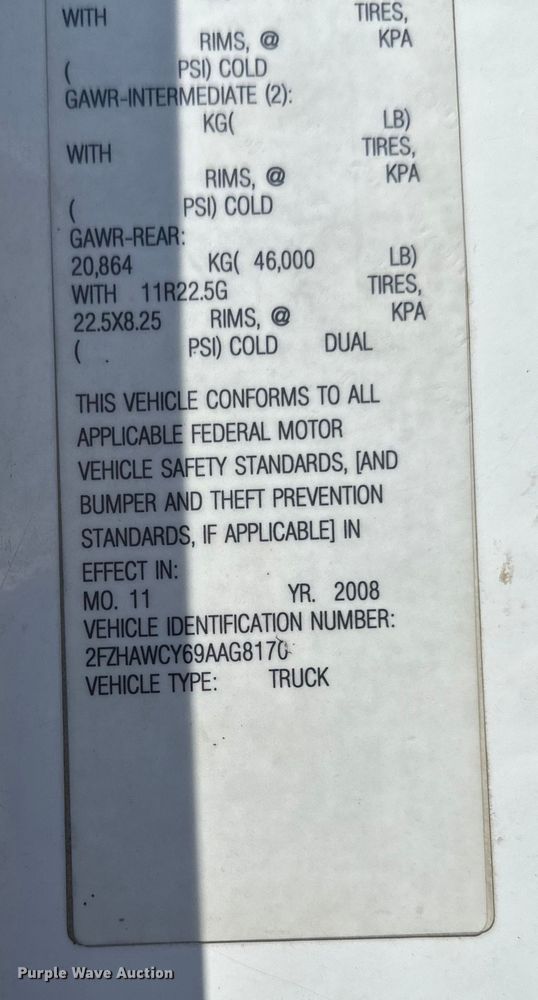 WITH TIRES,
RIMS, @ KPA
( PSI) COLD
GAWR-INTERMEDIATE (2):
KG( LB)
WITH TIRES,
RIMS, @ KPA
( PSI) COLD
GAWR-REAR:
20,864 KG( 46,000 LB)
WITH 11R22.5G TIRES,
22.5X8.25 RIMS, @ KPA
( PSI) COLD DUAL
THIS VEHICLE CONFORMS TO ALL
APPLICABLE FEDERAL MOTOR
VEHICLE SAFETY STANDARDS, [AND
BUMPER AND THEFT PREVENTION
STANDARDS, IF APPLICABLE] IN
EFFECT IN:
MO. 11 YR. 2008
VEHICLE IDENTIFICATION NUMBER:
2FZHAWCY69AAG8170
VEHICLE TYPE: TRUCK
Purple Wave Auction